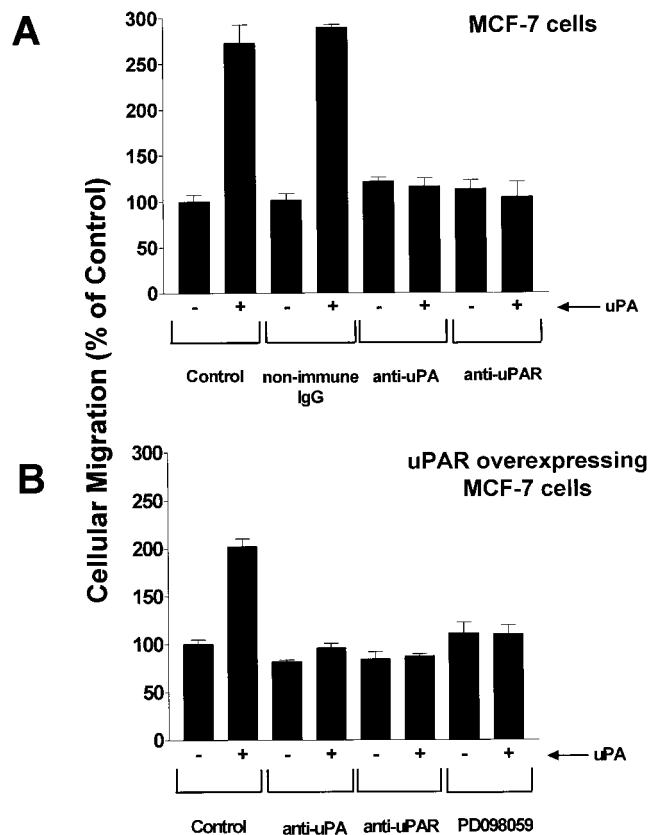 A
MCF-7 cells
Cellular Migration (% of Control)
300
250
200
150
100
50
0
- + - + - + - + uPA
Control non-immune IgG anti-uPA anti-uPAR
B
uPAR overexpressing
MCF-7 cells
300
250
200
150
100
50
0
- + - + - + - + uPA
Control anti-uPA anti-uPAR PD098059